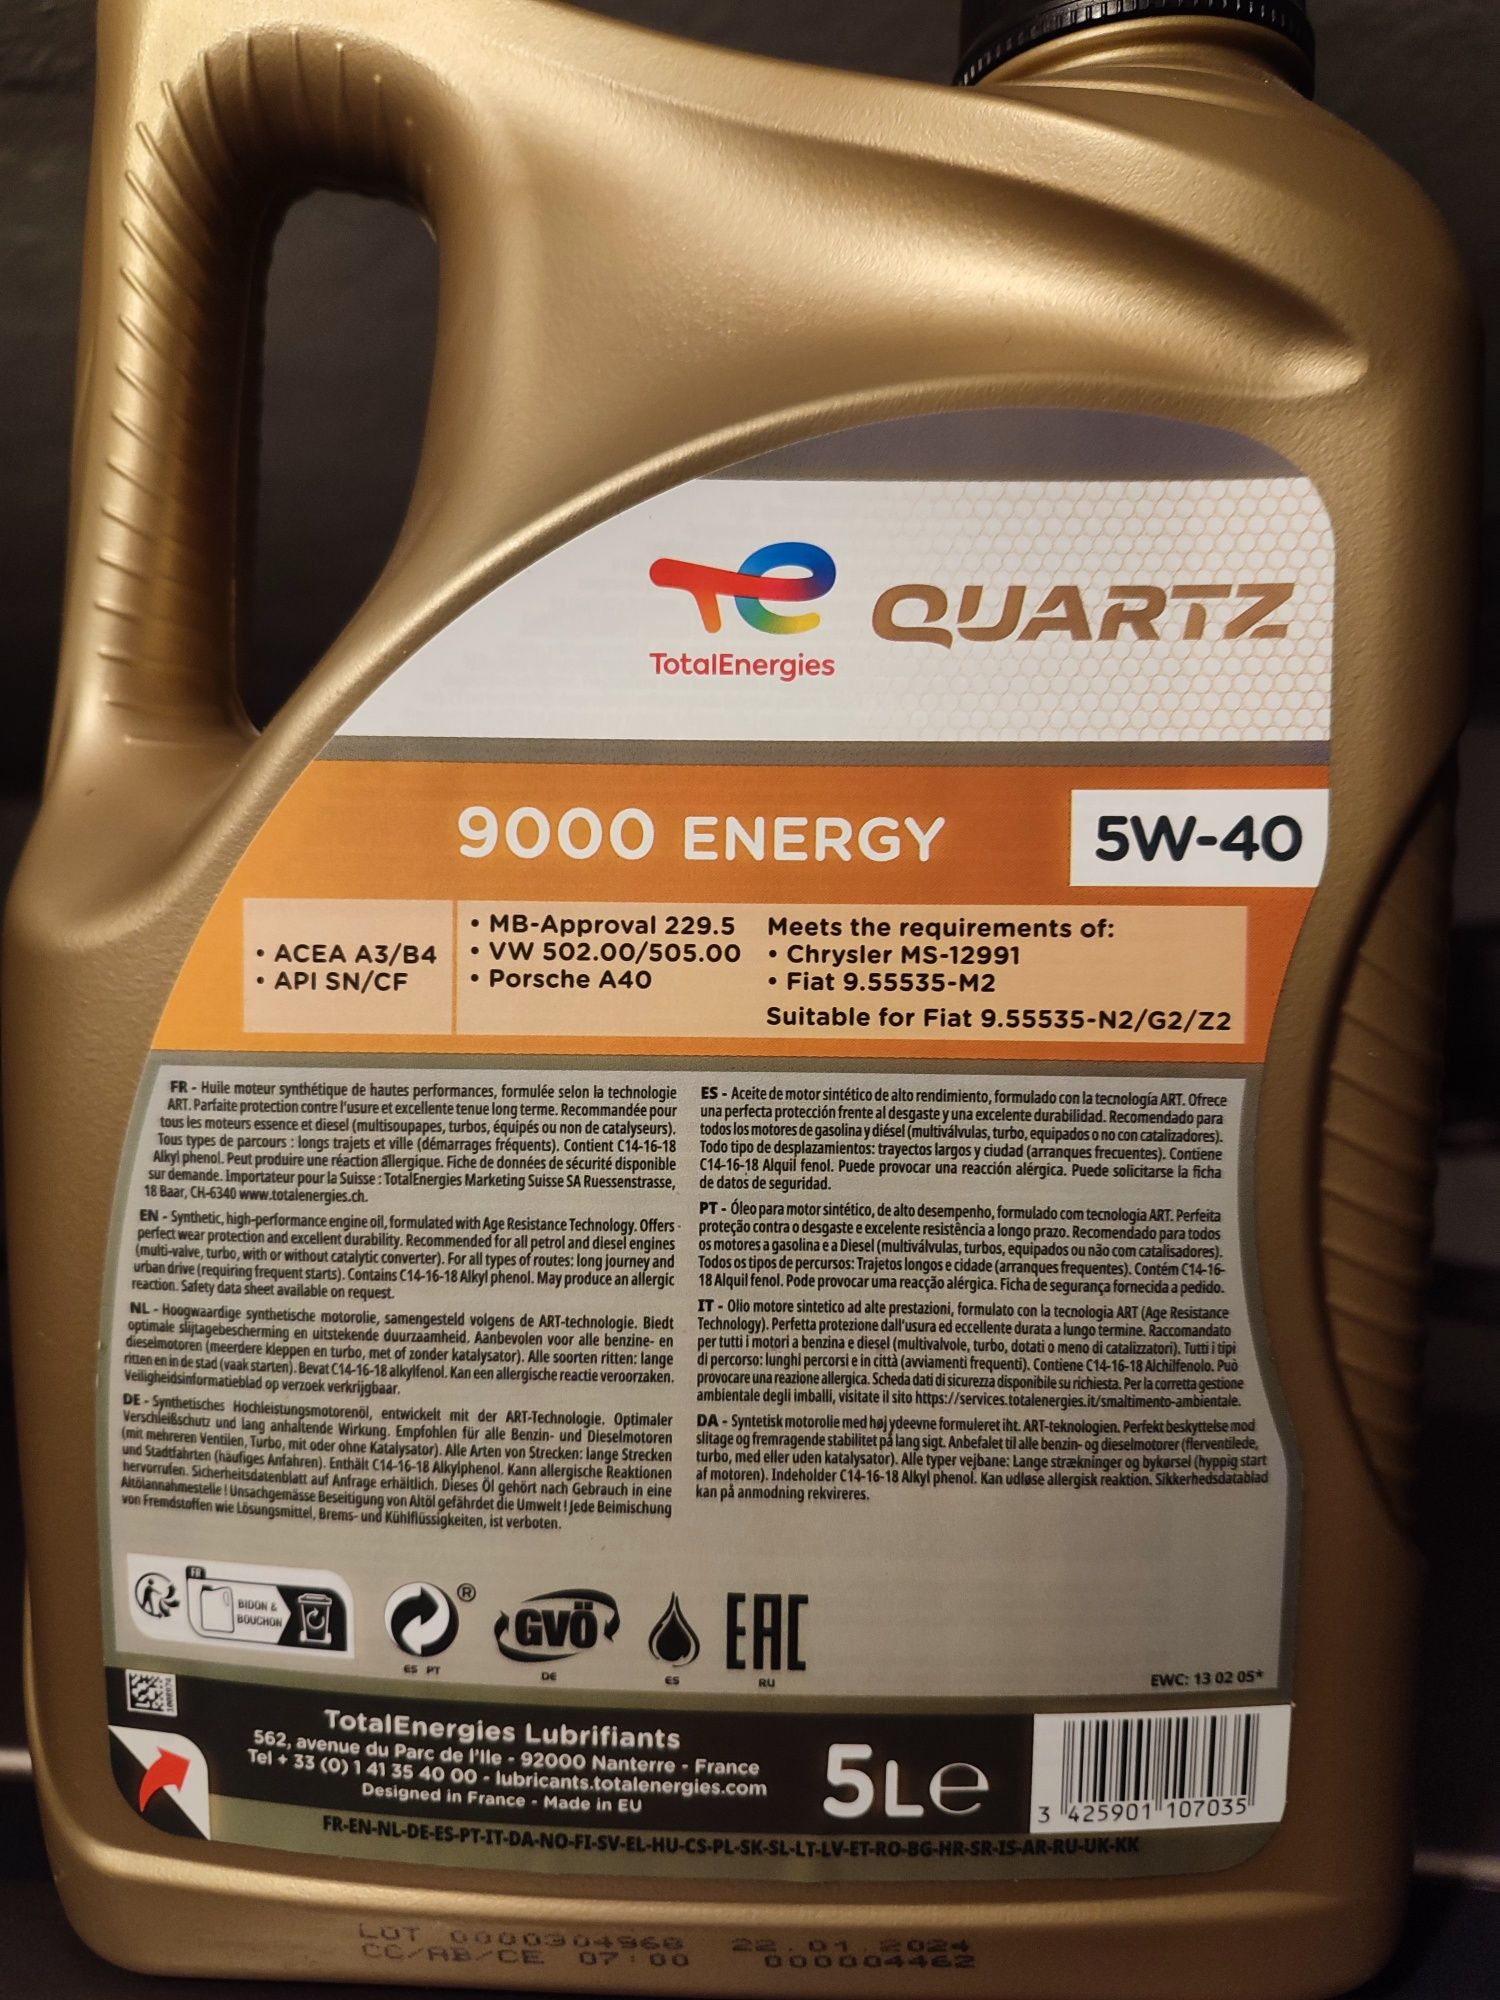 TotalEnergies
QUARTZ
9000 ENERGY
5W-40
• ACEA A3/B4
• API SN/CF
• MB-Approval 229.5
• VW 502.00/505.00
• Porsche A40
Meets the requirements of:
• Chrysler MS-12991
• Fiat 9.55535-M2
Suitable for Fiat 9.55535-N2/G2/Z2
FR - Huile moteur synthétique de hautes performances, formulée selon la technologie
ART. Parfaite protection contre l'usure et excellente tenue long terme. Recommandée pour
tous les moteurs essence et diesel (multisoupapes, turbos, équipés ou non de catalyseurs).
Tous types de parcours : longs trajets et ville (démarrages fréquents). Contient C14-16-18
Alkyl phenol. Peut produire une réaction allergique. Fiche de données de sécurité disponible
sur demande. Importateur pour la Suisse : TotalEnergies Marketing Suisse SA Ruessenstrasse,
18 Baar, CH-6340 www.totalenergies.ch.
EN - Synthetic, high-performance engine oil, formulated with Age Resistance Technology. Offers
perfect wear protection and excellent durability. Recommended for all petrol and diesel engines
(multi-valve, turbo, with or without catalytic converter). For all types of routes: long journey and
urban drive (requiring frequent starts). Contains C14-16-18 Alkyl phenol. May produce an allergic
reaction. Safety data sheet available on request.
NL - Hoogwaardige synthetische motorolie, samengesteld volgens de ART-technologie. Biedt
optimale slijtagebescherming en uitstekende duurzaamheid. Aanbevolen voor alle benzine- en
dieselmotoren (meerdere kleppen en turbo, met of zonder katalysator). Alle soorten ritten: lange
ritten en in de stad (vaak starten). Bevat C14-16-18 alkylfenol. Kan een allergische reactie veroorzaken.
Veiligheidsinformatieblad op verzoek verkrijgbaar.
DE - Synthetisches Hochleistungsmotorenöl, entwickelt mit der ART-Technologie. Optimaler
Verschleißschutz und lang anhaltende Wirkung. Empfohlen für alle Benzin- und Dieselmotoren
(mit mehreren Ventilen, Turbo, mit oder ohne Katalysator). Alle Arten von Strecken: lange Strecken
und Stadtfahrten (häufiges Anfahren). Enthält C14-16-18 Alkylphenol. Kann allergische Reaktionen
hervorrufen. Sicherheitsdatenblatt auf Anfrage erhältlich. Dieses Öl gehört nach Gebrauch in eine
Altölannahmestelle ! Unsachgemässe Beseitigung von Altöl gefährdet die Umwelt ! Jede Beimischung
von Fremdstoffen wie Lösungsmittel, Brems- und Kühlflüssigkeiten, ist verboten.
ES - Aceite de motor sintético de alto rendimiento, formulado con la tecnología ART. Ofrece
una perfecta protección frente al desgaste y una excelente durabilidad. Recomendado para
todos los motores de gasolina y diésel (multiválvulas, turbo, equipados o no con catalizadores).
Todo tipo de desplazamientos: trayectos largos y ciudad (arranques frecuentes). Contiene
C14-16-18 Alquil fenol. Puede provocar una reacción alérgica. Puede solicitarse la ficha
de datos de seguridad.
PT - Óleo para motor sintético, de alto desempenho, formulado com tecnologia ART. Perfeita
proteção contra o desgaste e excelente resistência a longo prazo. Recomendado para todos
os motores a gasolina e a Diesel (multiválvulas, turbos, equipados ou não com catalisadores).
Todos os tipos de percursos: Trajetos longos e cidade (arranques frequentes). Contém C14-16-
18 Alquil fenol. Pode provocar uma reacção alérgica. Ficha de segurança fornecida a pedido.
IT - Olio motore sintetico ad alte prestazioni, formulato con la tecnologia ART (Age Resistance
Technology). Perfetta protezione dall'usura ed eccellente durata a lungo termine. Raccomandato
per tutti i motori a benzina e diesel (multivalvole, turbo, dotati o meno di catalizzatori). Tutti i tipi
di percorso: lunghi percorsi e in città (avviamenti frequenti). Contiene C14-16-18 Alchilfenolo. Può
provocare una reazione allergica. Scheda dati di sicurezza disponibile su richiesta. Per la corretta gestione
ambientale degli imballi, visitate il sito https://services.totalenergies.it/smaltimento-ambientale.
DA - Syntetisk motorolie med høj ydeevne formuleret iht. ART-teknologien. Perfekt beskyttelse mod
slitage og fremragende stabilitet på lang sigt. Anbefalet til alle benzin- og dieselmotorer (flerventilede,
turbo, med eller uden katalysator). Alle typer vejbane: Lange strækninger og bykørsel (hyppig start
af motoren). Indeholder C14-16-18 Alkyl phenol. Kan udløse allergisk reaktion. Sikkerhedsdatablad
kan på anmodning rekvireres.
FR
BIDON &
BOUCHON
®
ES PT
GVÖ
DE
ES
EAC
RU
EWC: 13 02 05*
TotalEnergies Lubrifiants
562, avenue du Parc de l'Ile - 92000 Nanterre - France
Tel + 33 (0) 1 41 35 40 00 - lubricants.totalenergies.com
Designed in France - Made in EU
5L e
3 425901 107035
FR-EN-NL-DE-ES-PT-IT-DA-NO-FI-SV-EL-HU-CS-PL-SK-SL-LT-LV-ET-RO-BG-HR-SR-IS-AR-RU-UK-KK
LOT 0000304968 22.01.2024
CC/AB/CE 07:00 000004462